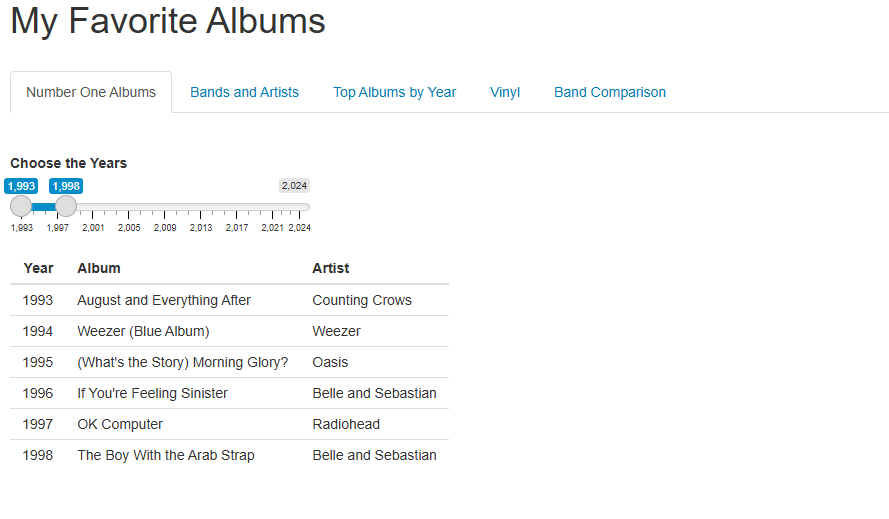 My Favorite Albums
Number One Albums Bands and Artists Top Albums by Year Vinyl Band Comparison
Choose the Years
1,993 1,998 2,024
1,993 1,997 2,001 2,005 2,009 2,013 2,017 2,021 2,024
Year Album Artist
1993 August and Everything After Counting Crows
1994 Weezer (Blue Album) Weezer
1995 (What's the Story) Morning Glory? Oasis
1996 If You're Feeling Sinister Belle and Sebastian
1997 OK Computer Radiohead
1998 The Boy With the Arab Strap Belle and Sebastian